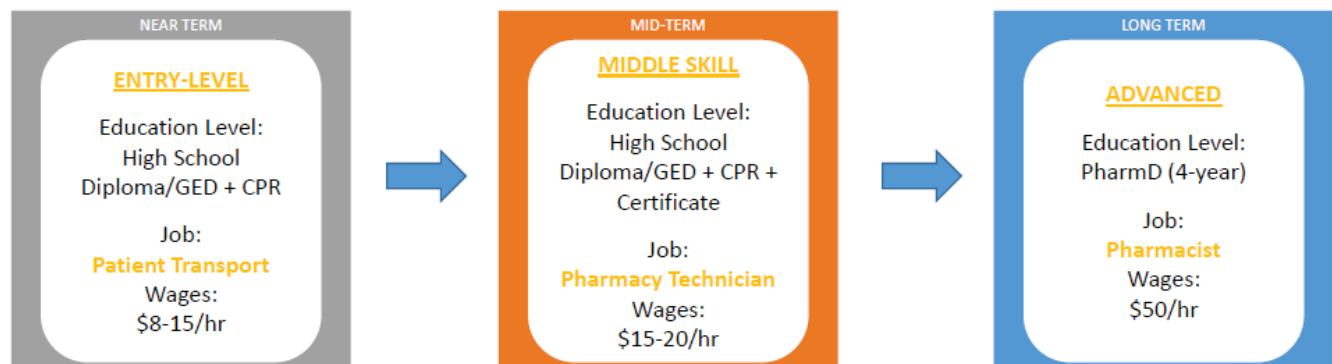 NEAR TERM
ENTRY-LEVEL
Education Level:
High School
Diploma/GED + CPR
Job:
Patient Transport
Wages:
$8-15/hr
MID-TERM
MIDDLE SKILL
Education Level:
High School
Diploma/GED + CPR +
Certificate
Job:
Pharmacy Technician
Wages:
$15-20/hr
LONG TERM
ADVANCED
Education Level:
PharmD (4-year)
Job:
Pharmacist
Wages:
$50/hr